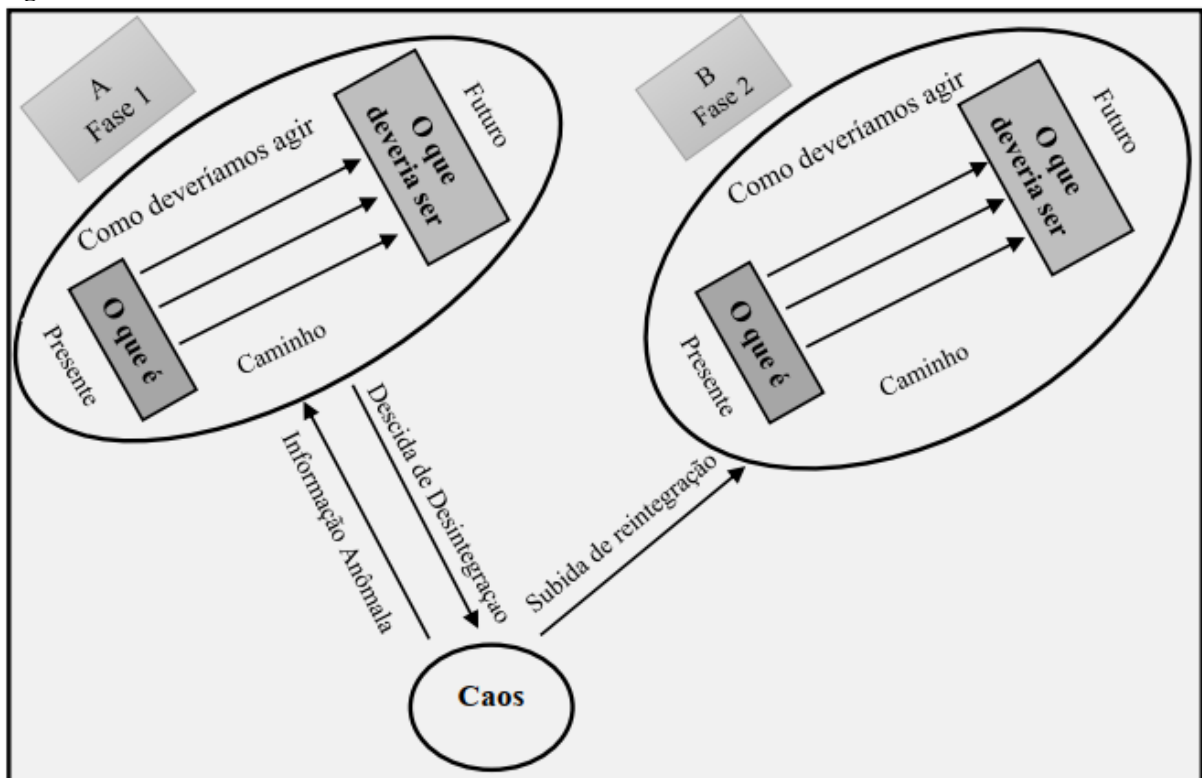 A
Fase 1
Como deveríamos agir
O que
deveria ser
Futuro
O que é
Presente
Caminho
B
Fase 2
Como deveríamos agir
O que
deveria ser
Futuro
O que é
Presente
Caminho
Informação Anômala
Descida de Desintegração
Subida de reintegração
Caos